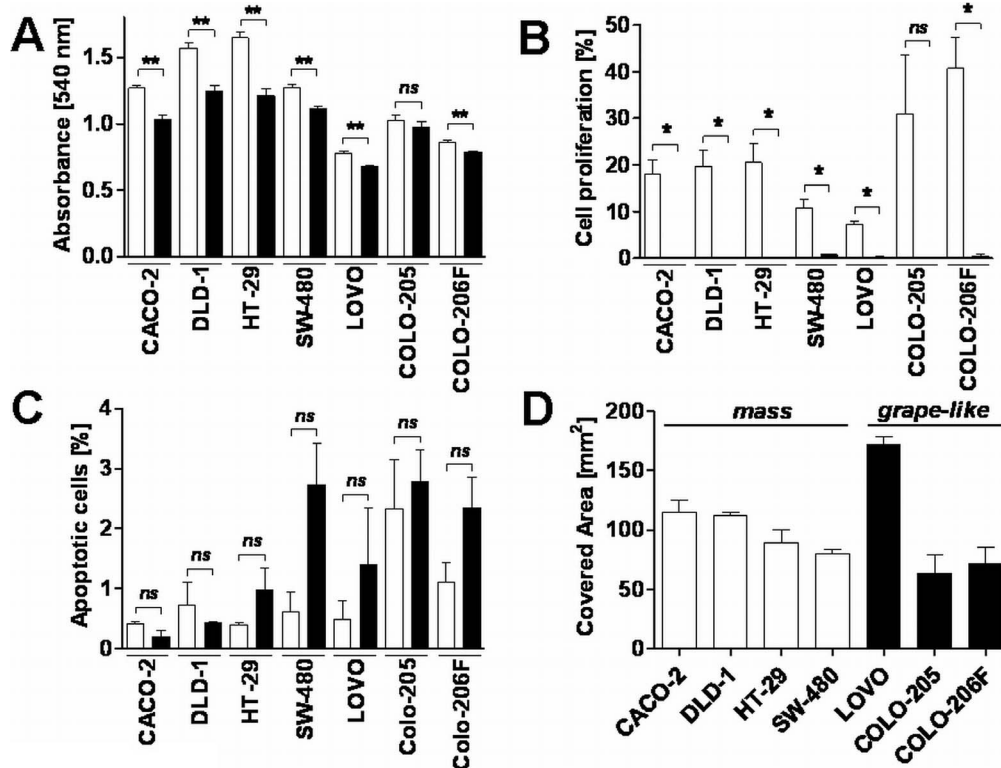 A
Absorbance [540 nm]
1.5
1.0
0.5
0.0
**
**
**
**
**
ns
**
CACO-2
DLD-1
HT-29
SW-480
LOVO
COLO-205
COLO-206F
B
Cell proliferation [%]
50
40
30
20
10
0
*
*
*
*
*
ns
*
CACO-2
DLD-1
HT-29
SW-480
LOVO
COLO-205
COLO-206F
C
Apoptotic cells [%]
4
3
2
1
0
ns
ns
ns
ns
ns
ns
ns
CACO-2
DLD-1
HT-29
SW-480
LOVO
Colo-205
Colo-206F
D
Covered Area [mm²]
200
150
100
50
0
mass
grape-like
CACO-2
DLD-1
HT-29
SW-480
LOVO
COLO-205
COLO-206F